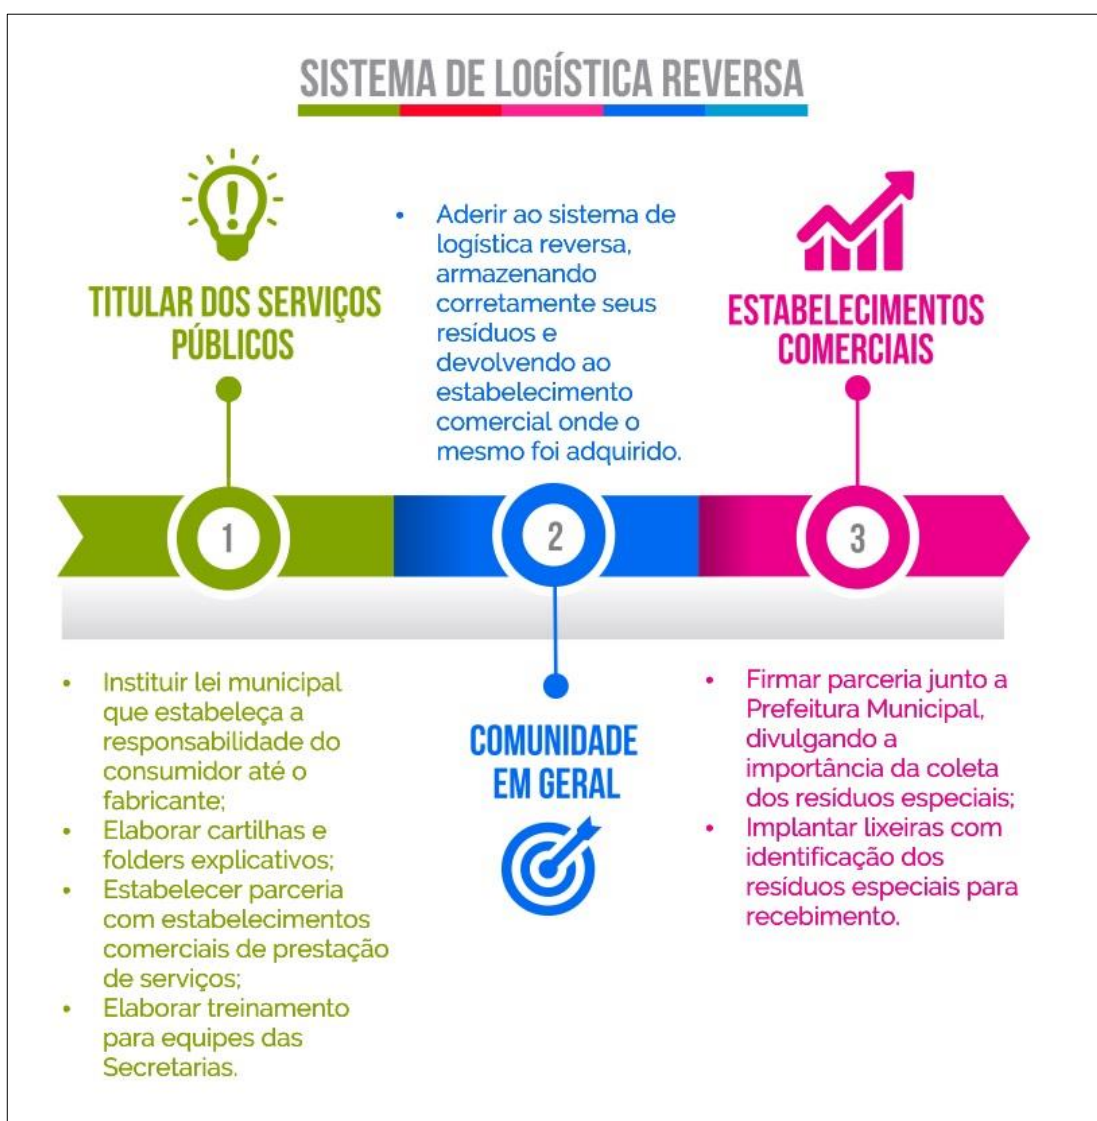 SISTEMA DE LOGÍSTICA REVERSA
TITULAR DOS SERVIÇOS
PÚBLICOS
1
• Instituir lei municipal
que estabeleça a
responsabilidade do
consumidor até o
fabricante;
• Elaborar cartilhas e
folders explicativos;
• Estabelecer parceria
com estabelecimentos
comerciais de prestação
de serviços;
• Elaborar treinamento
para equipes das
Secretarias.
• Aderir ao sistema de
logística reversa,
armazenando
corretamente seus
resíduos e
devolvendo ao
estabelecimento
comercial onde o
mesmo foi adquirido.
2
COMUNIDADE
EM GERAL
ESTABELECIMENTOS
COMERCIAIS
3
• Firmar parceria junto a
Prefeitura Municipal,
divulgando a
importância da coleta
dos resíduos especiais;
• Implantar lixeiras com
identificação dos
resíduos especiais para
recebimento.